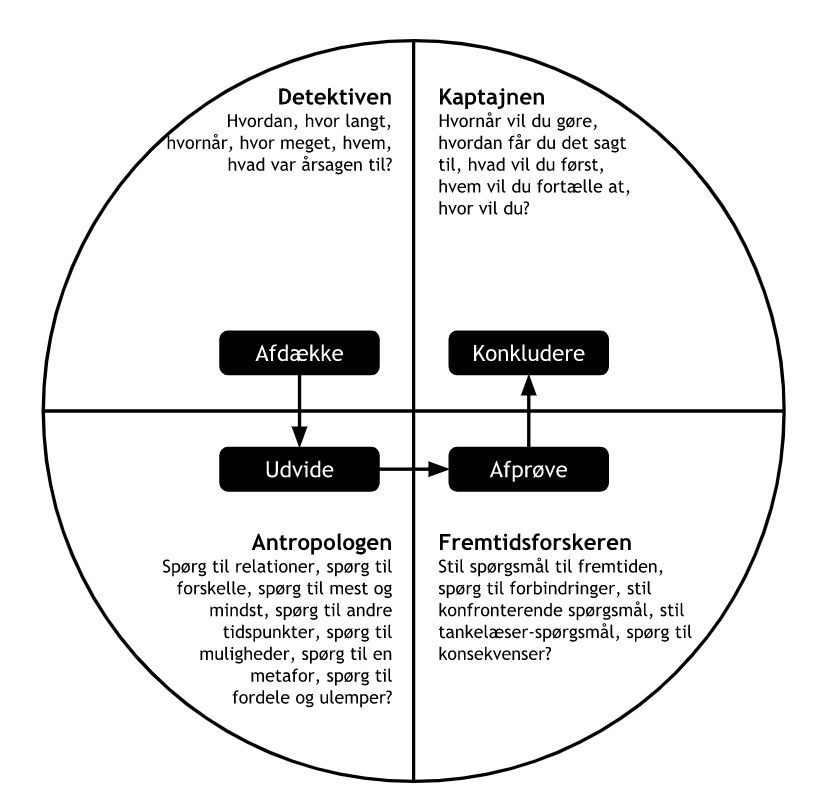 Detektiven
Hvordan, hvor langt,
hvornår, hvor meget, hvem,
hvad var årsagen til?
Kaptajnen
Hvornår vil du gøre,
hvordan får du det sagt
til, hvad vil du først,
hvem vil du fortælle at,
hvor vil du?
Afdække
Konkludere
Udvide
Afprøve
Antropologen
Spørg til relationer, spørg til
forskelle, spørg til mest og
mindst, spørg til andre
tidspunkter, spørg til
muligheder, spørg til en
metafor, spørg til
fordele og ulemper?
Fremtidsforskeren
Stil spørgsmål til fremtiden,
spørg til forbindringer, stil
konfronterende spørgsmål, stil
tankelæser-spørgsmål, spørg til
konsekvenser?